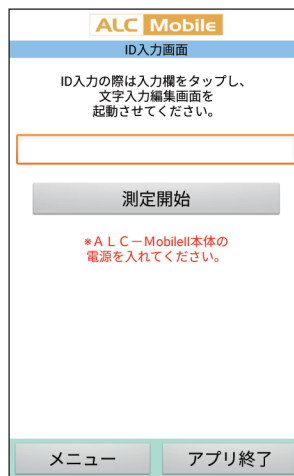 ALC Mobile
ID入力画面
ID入力の際は入力欄をタップし、
文字入力編集画面を
起動させてください。
測定開始
*ＡＬＣ－MobileII本体の
電源を入れてください。
メニュー
アプリ終了